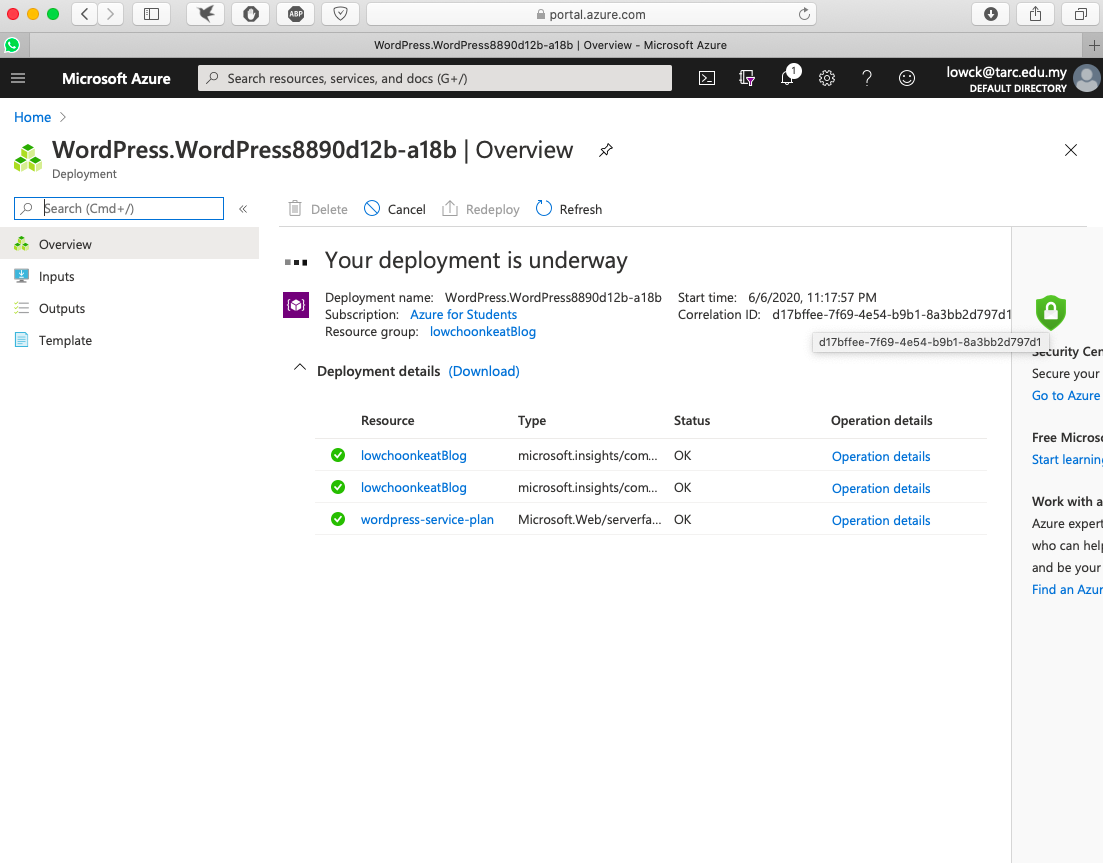 ABP
portal.azure.com
WordPress.WordPress8890d12b-a18b | Overview - Microsoft Azure
Microsoft Azure
Search resources, services, and docs (G+/)
1
lowck@tarc.edu.my
DEFAULT DIRECTORY
Home
WordPress.WordPress8890d12b-a18b | Overview
Deployment
Search (Cmd+/)
«
Delete
Cancel
Redeploy
Refresh
Overview
Inputs
Outputs
Template
Your deployment is underway
Deployment name: WordPress.WordPress8890d12b-a18b
Subscription: Azure for Students
Resource group: lowchoonkeatBlog
Start time: 6/6/2020, 11:17:57 PM
Correlation ID: d17bffee-7f69-4e54-b9b1-8a3bb2d797d1
d17bffee-7f69-4e54-b9b1-8a3bb2d797d1
Deployment details (Download)
Resource Type Status Operation details
lowchoonkeatBlog microsoft.insights/com... OK Operation details
lowchoonkeatBlog microsoft.insights/com... OK Operation details
wordpress-service-plan Microsoft.Web/serverfa... OK Operation details
Security Cen
Secure your
Go to Azure
Free Microso
Start learning
Work with a
Azure expert
who can help
and be your
Find an Azur